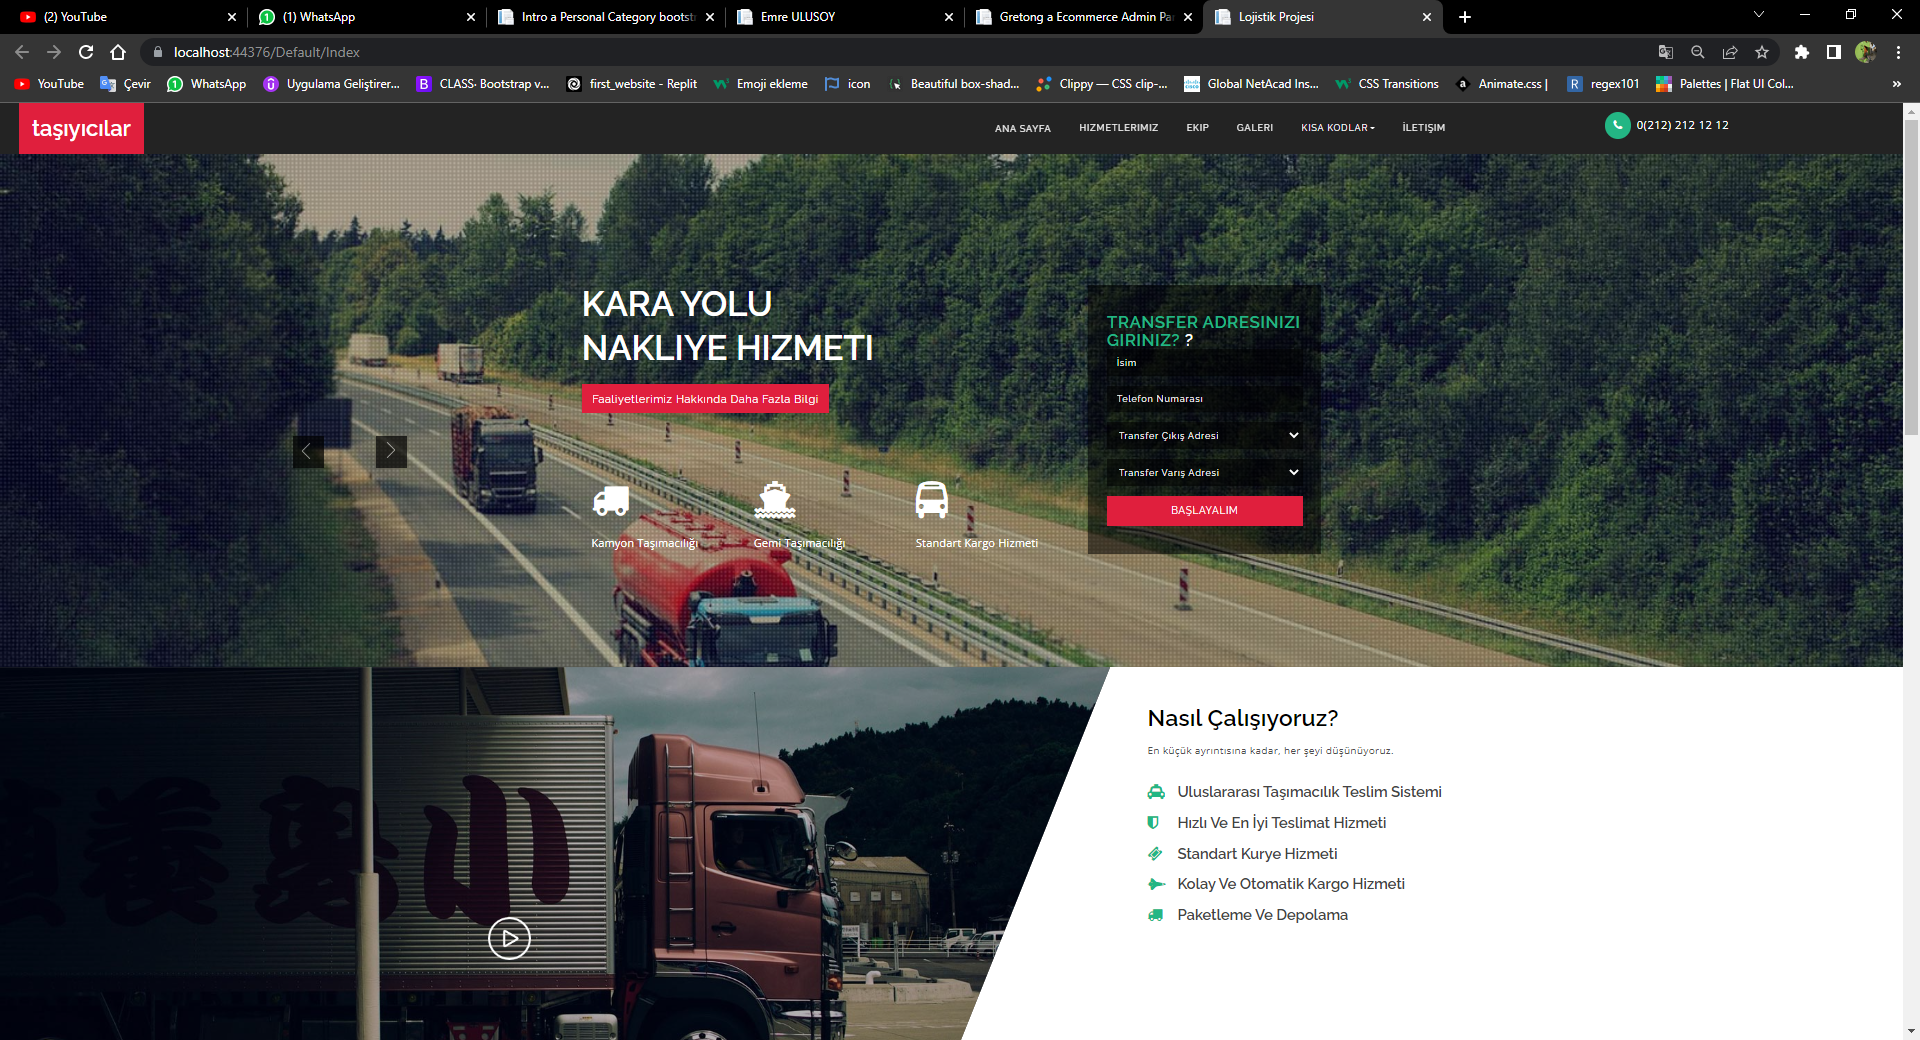 (2) YouTube
(1) WhatsApp
Intro a Personal Category bootst
Emre ULUSOY
Gretong a Ecommerce Admin Pa
Lojistik Projesi
localhost:44376/Default/Index
YouTube
Çevir
WhatsApp
Uygulama Geliştirer...
CLASS: Bootstrap v...
first_website - Replit
Emoji ekleme
icon
Beautiful box-shad...
Clippy — CSS clip-...
Global NetAcad Ins...
CSS Transitions
Animate.css |
regex101
Palettes | Flat UI Col...
»
taşıyıcılar
ANA SAYFA
HIZMETLERIMIZ
EKIP
GALERI
KISA KODLAR
İLETIŞIM
0(212) 212 12 12
KARA YOLU
NAKLIYE HIZMETI
Faaliyetlerimiz Hakkında Daha Fazla Bilgi
Kamyon Taşımacılığı
Gemi Taşımacılığı
Standart Kargo Hizmeti
TRANSFER ADRESINIZI
GIRINIZ? ?
İsim
Telefon Numarası
Transfer Çıkış Adresi
Transfer Varış Adresi
BAŞLAYALIM
小
Nasıl Çalışıyoruz?
En küçük ayrıntısına kadar, her şeyi düşünüyoruz.
Uluslararası Taşımacılık Teslim Sistemi
Hızlı Ve En İyi Teslimat Hizmeti
Standart Kurye Hizmeti
Kolay Ve Otomatik Kargo Hizmeti
Paketleme Ve Depolama